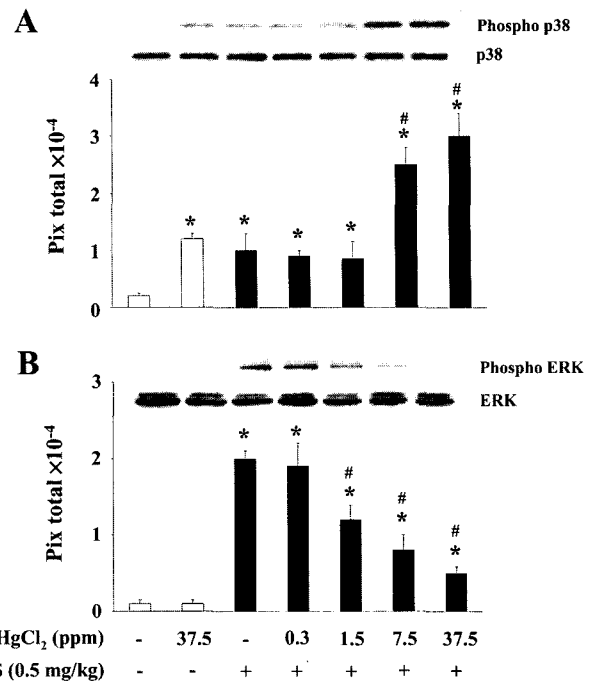 A
Phospho p38
p38
Pix total ×10⁻⁴
4
3
2
1
0
*
*
*
*
#
*
#
*
B
Phospho ERK
ERK
Pix total ×10⁻⁴
3
2
1
0
*
*
#
*
#
*
#
*
HgCl₂ (ppm) - 37.5 - 0.3 1.5 7.5 37.5
S (0.5 mg/kg) - - + + + + +